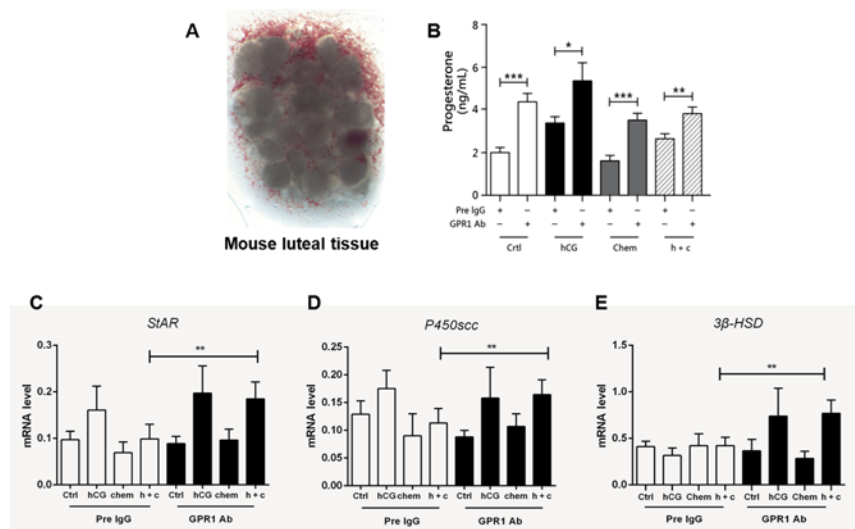 A
Mouse luteal tissue
B
Progesterone
(ng/mL)
8
6
4
2
0
***
*
***
**
Pre IgG + – + – + – + –
GPR1 Ab – + – + – + – +
Crtl hCG Chem h + c
C
StAR
mRNA level
0.3
0.2
0.1
0.0
**
Ctrl hCG chem h + c Ctrl hCG chem h + c
Pre IgG GPR1 Ab
D
P450scc
mRNA level
0.25
0.20
0.15
0.10
0.05
0.00
**
Ctrl hCG chem h + c Ctrl hCG chem h + c
Pre IgG GPR1 Ab
E
3β-HSD
mRNA level
1.5
1.0
0.5
0.0
**
Ctrl hCG Chem h + c Ctrl hCG Chem h + c
Pre IgG GPR1 Ab